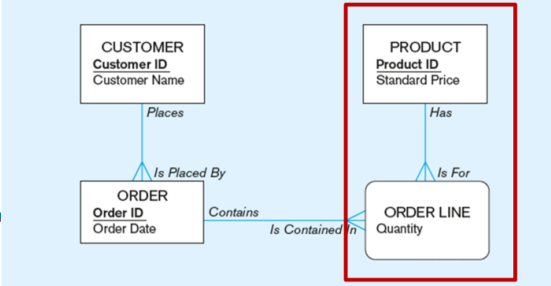 CUSTOMER
Customer ID
Customer Name
PRODUCT
Product ID
Standard Price
Places
Has
Is Placed By
Is For
ORDER
Order ID
Order Date
Contains
Is Contained In
ORDER LINE
Quantity